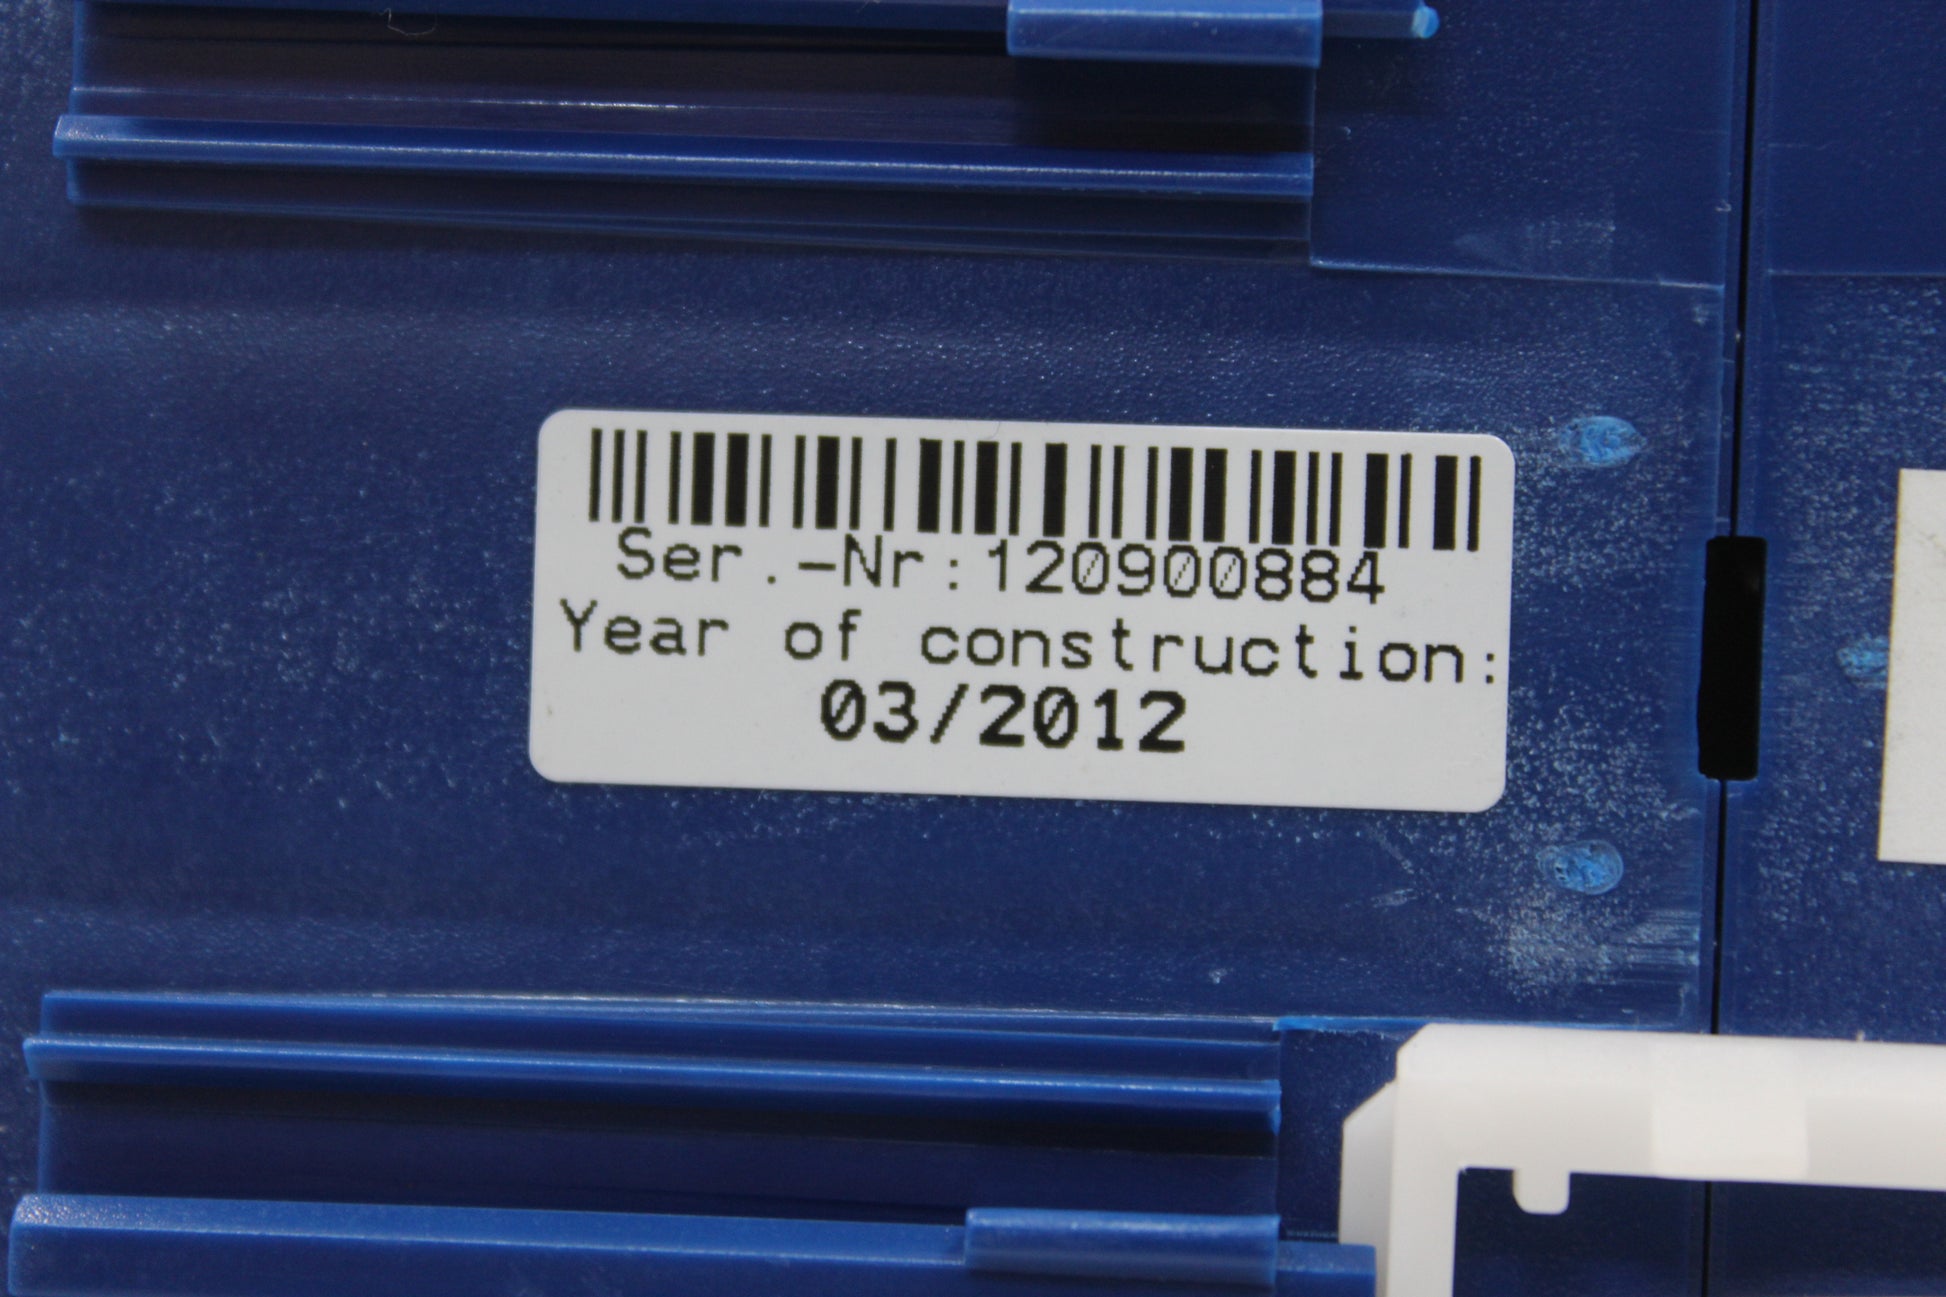 Ser.-Nr:120900884
Year of construction:
03/2012